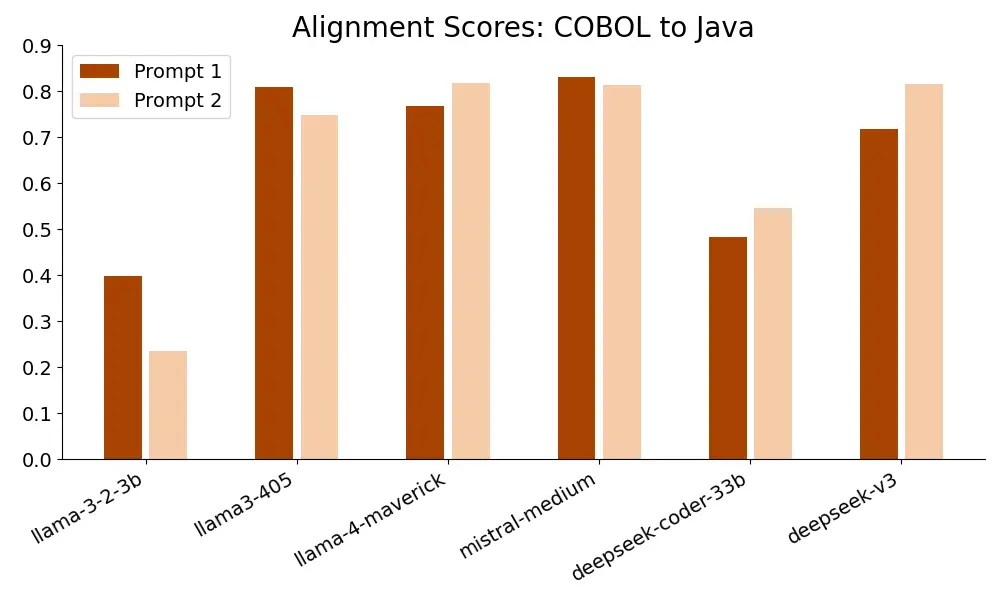 Alignment Scores: COBOL to Java
Prompt 1
Prompt 2
0.9
0.8
0.7
0.6
0.5
0.4
0.3
0.2
0.1
0.0
llama-3-2-3b
llama3-405
llama-4-maverick
mistral-medium
deepseek-coder-33b
deepseek-v3